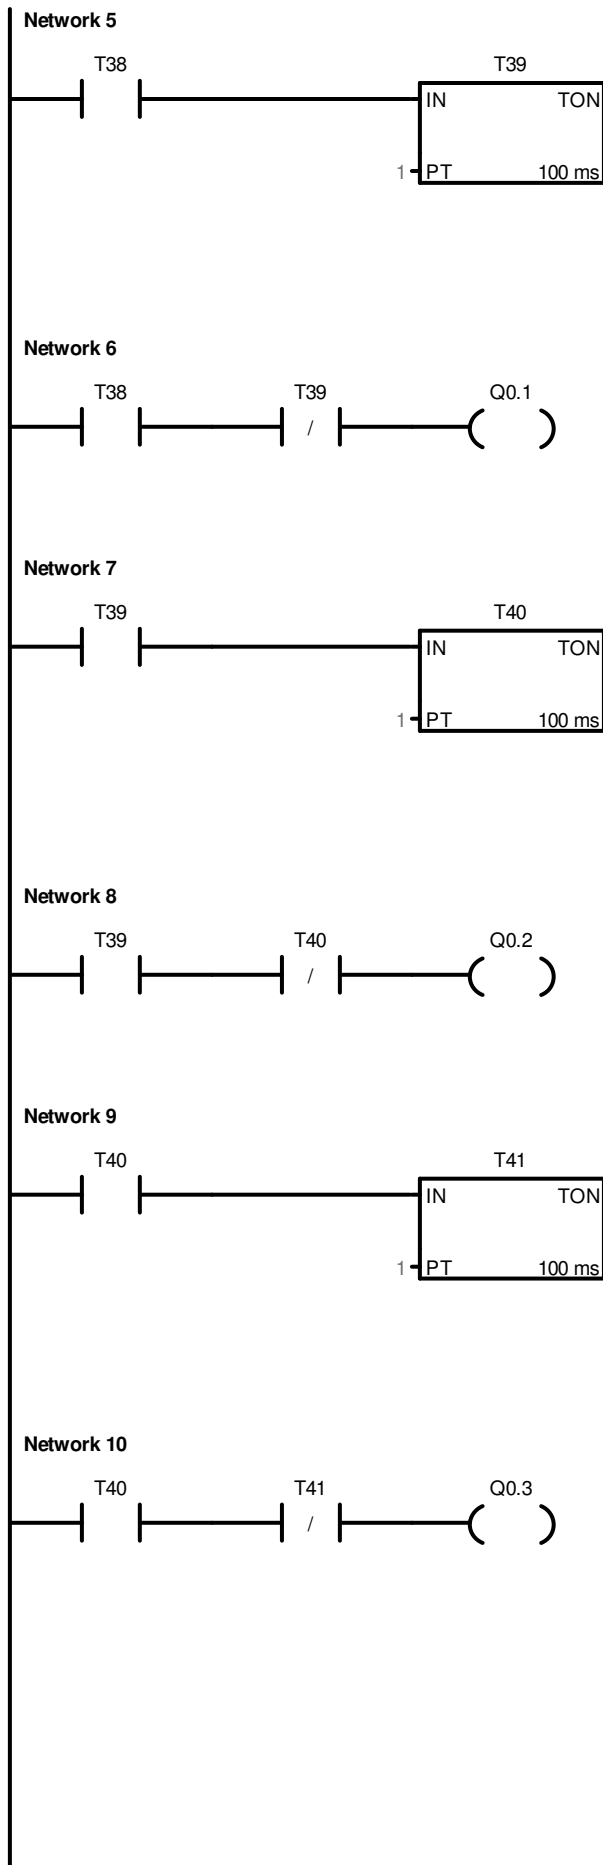 Network 5
T38 T39
IN TON
1 PT 100 ms
Network 6
T38 T39 Q0.1
/
Network 7
T39 T40
IN TON
1 PT 100 ms
Network 8
T39 T40 Q0.2
/
Network 9
T40 T41
IN TON
1 PT 100 ms
Network 10
T40 T41 Q0.3
/